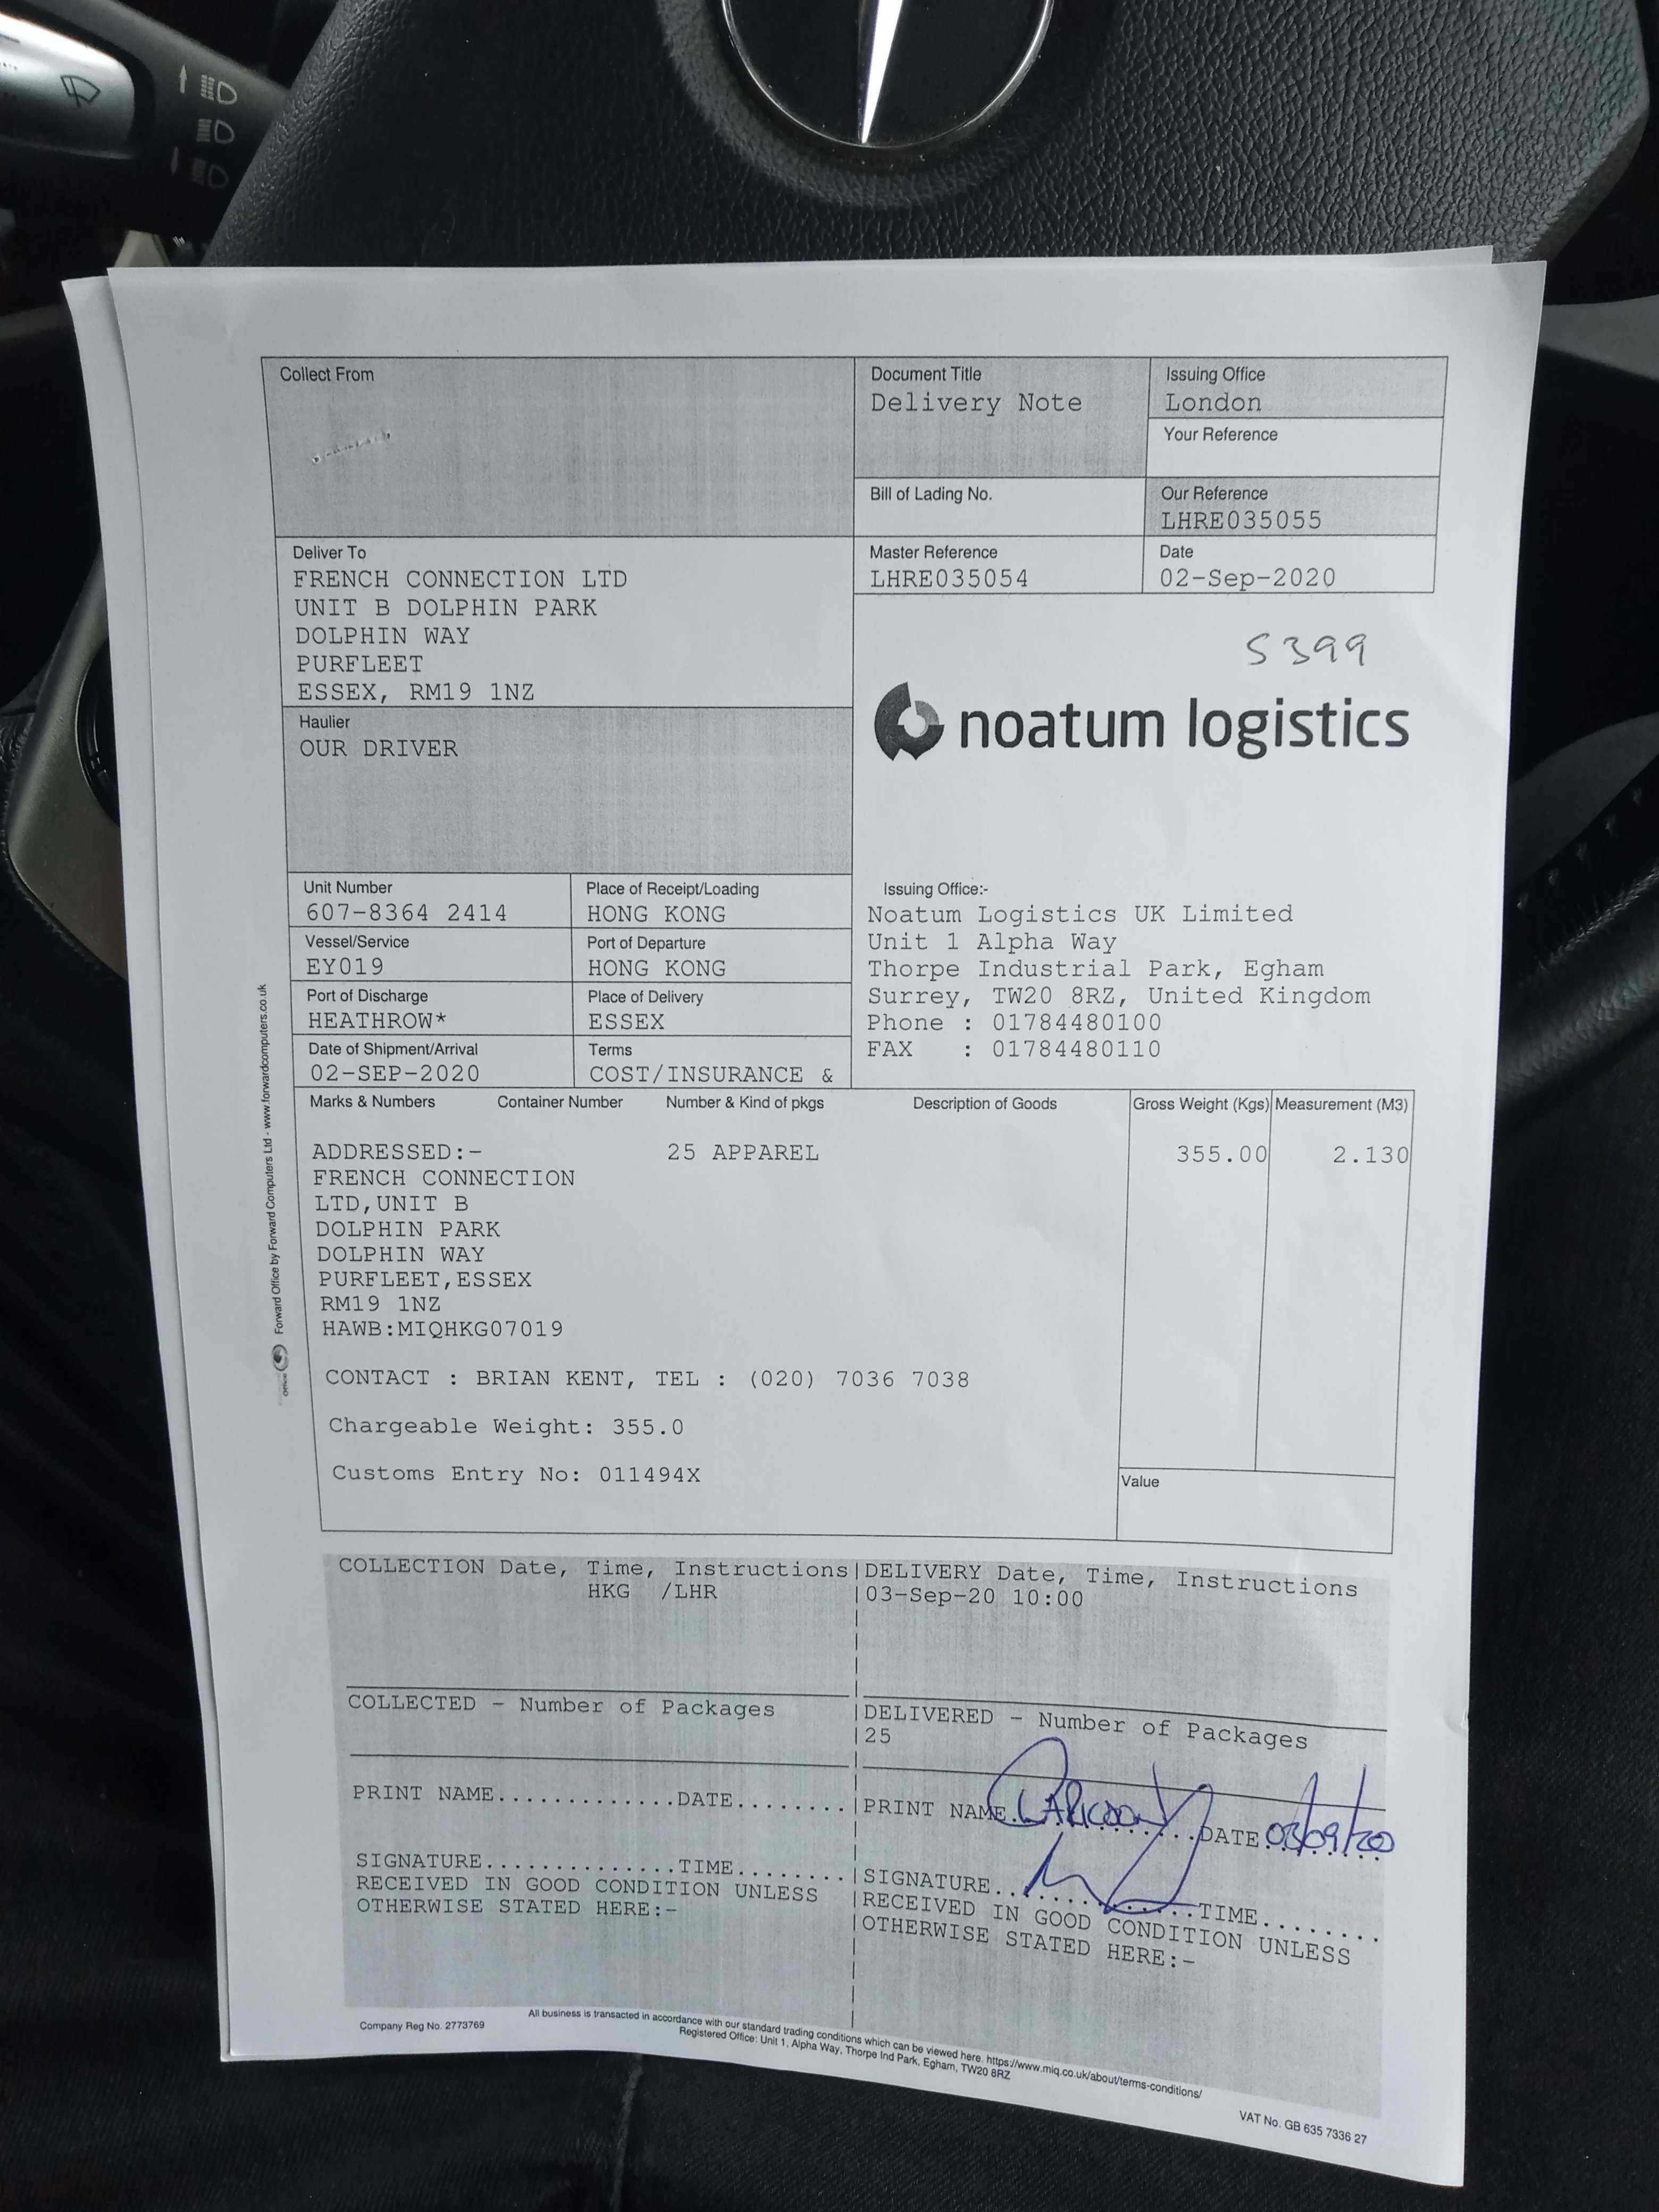 Collect From
Document Title
Delivery Note
Issuing Office
London
Your Reference
Bill of Lading No.
Our Reference
LHRE035055
Deliver To
FRENCH CONNECTION LTD
UNIT B DOLPHIN PARK
DOLPHIN WAY
PURFLEET
ESSEX, RM19 1NZ
Master Reference
LHRE035054
Date
02-Sep-2020
5399
noatum logistics
Haulier
OUR DRIVER
Unit Number
607-8364 2414
Place of Receipt/Loading
HONG KONG
Vessel/Service
EY019
Port of Departure
HONG KONG
Port of Discharge
HEATHROW*
Place of Delivery
ESSEX
Date of Shipment/Arrival
02-SEP-2020
Terms
COST/INSURANCE &
Issuing Office:-
Noatum Logistics UK Limited
Unit 1 Alpha Way
Thorpe Industrial Park, Egham
Surrey, TW20 8RZ, United Kingdom
Phone : 01784480100
FAX : 01784480110
Marks & Numbers Container Number Number & Kind of pkgs Description of Goods Gross Weight (Kgs) Measurement (M3)
ADDRESSED:- 25 APPAREL 355.00 2.130
FRENCH CONNECTION
LTD,UNIT B
DOLPHIN PARK
DOLPHIN WAY
PURFLEET,ESSEX
RM19 1NZ
HAWB:MIQHKG07019
CONTACT : BRIAN KENT, TEL : (020) 7036 7038
Chargeable Weight: 355.0
Customs Entry No: 011494X
Value
Forward Office by Forward Computers Ltd - www.forwardcomputers.co.uk
COLLECTION Date, Time, Instructions
HKG /LHR
DELIVERY Date, Time, Instructions
03-Sep-20 10:00
COLLECTED - Number of Packages
DELIVERED - Number of Packages
25
PRINT NAME.............DATE........
PRINT NAME.............DATE 03/09/20
SIGNATURE..............TIME........
RECEIVED IN GOOD CONDITION UNLESS
OTHERWISE STATED HERE:-
SIGNATURE..............TIME........
RECEIVED IN GOOD CONDITION UNLESS
OTHERWISE STATED HERE:-
Company Reg No. 2773769
All business is transacted in accordance with our standard trading conditions which can be viewed here. https://www.miq.co.uk/about/terms-conditions/
Registered Office: Unit 1, Alpha Way, Thorpe Ind Park, Egham, TW20 8RZ
VAT No. GB 635 7336 27